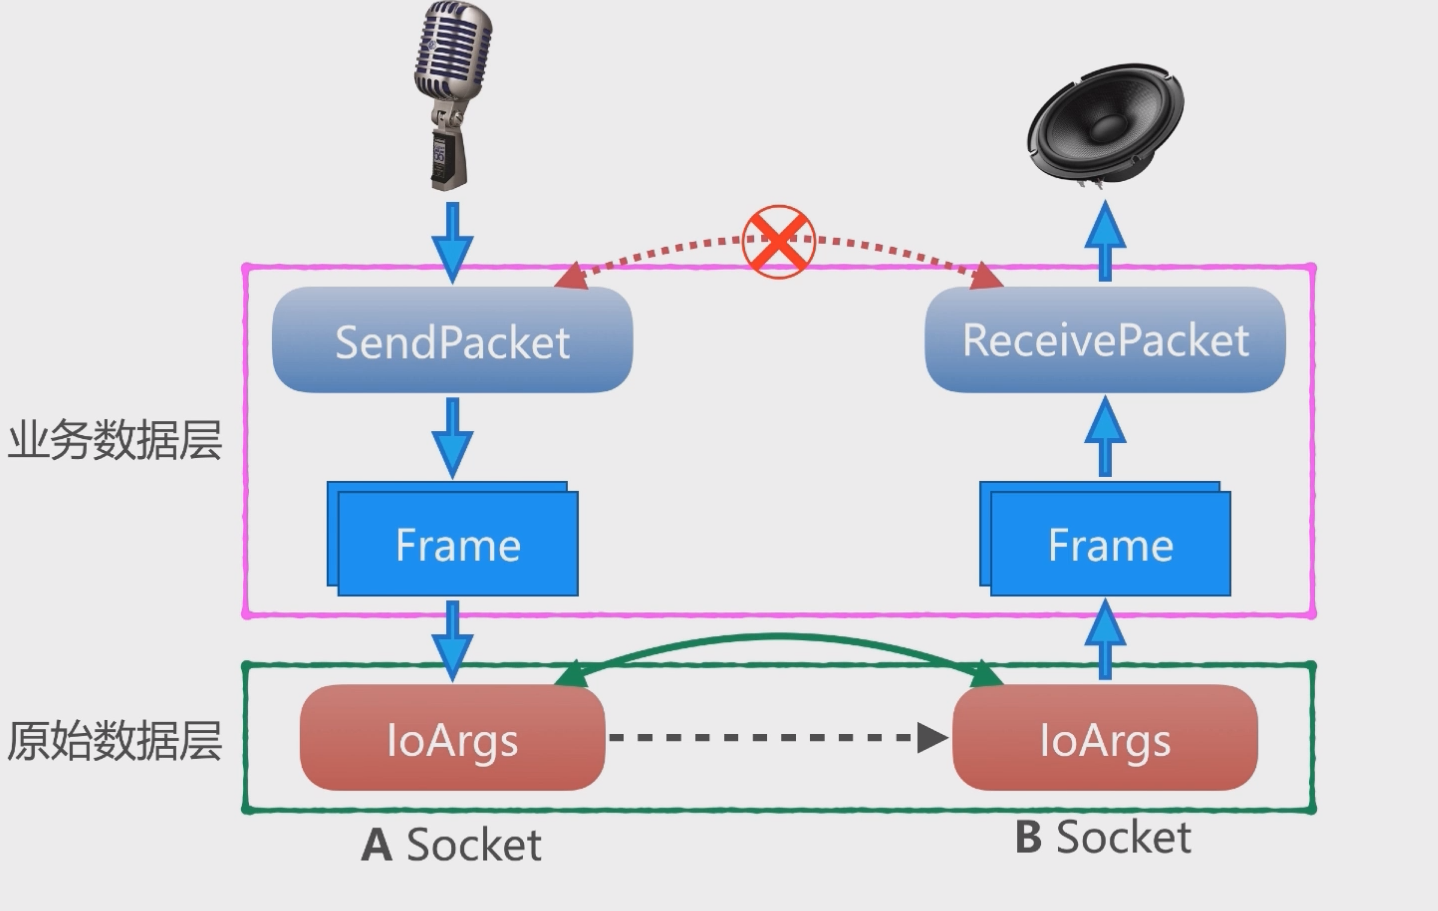 SendPacket
ReceivePacket
业务数据层
Frame
Frame
原始数据层
IoArgs
IoArgs
A Socket
B Socket